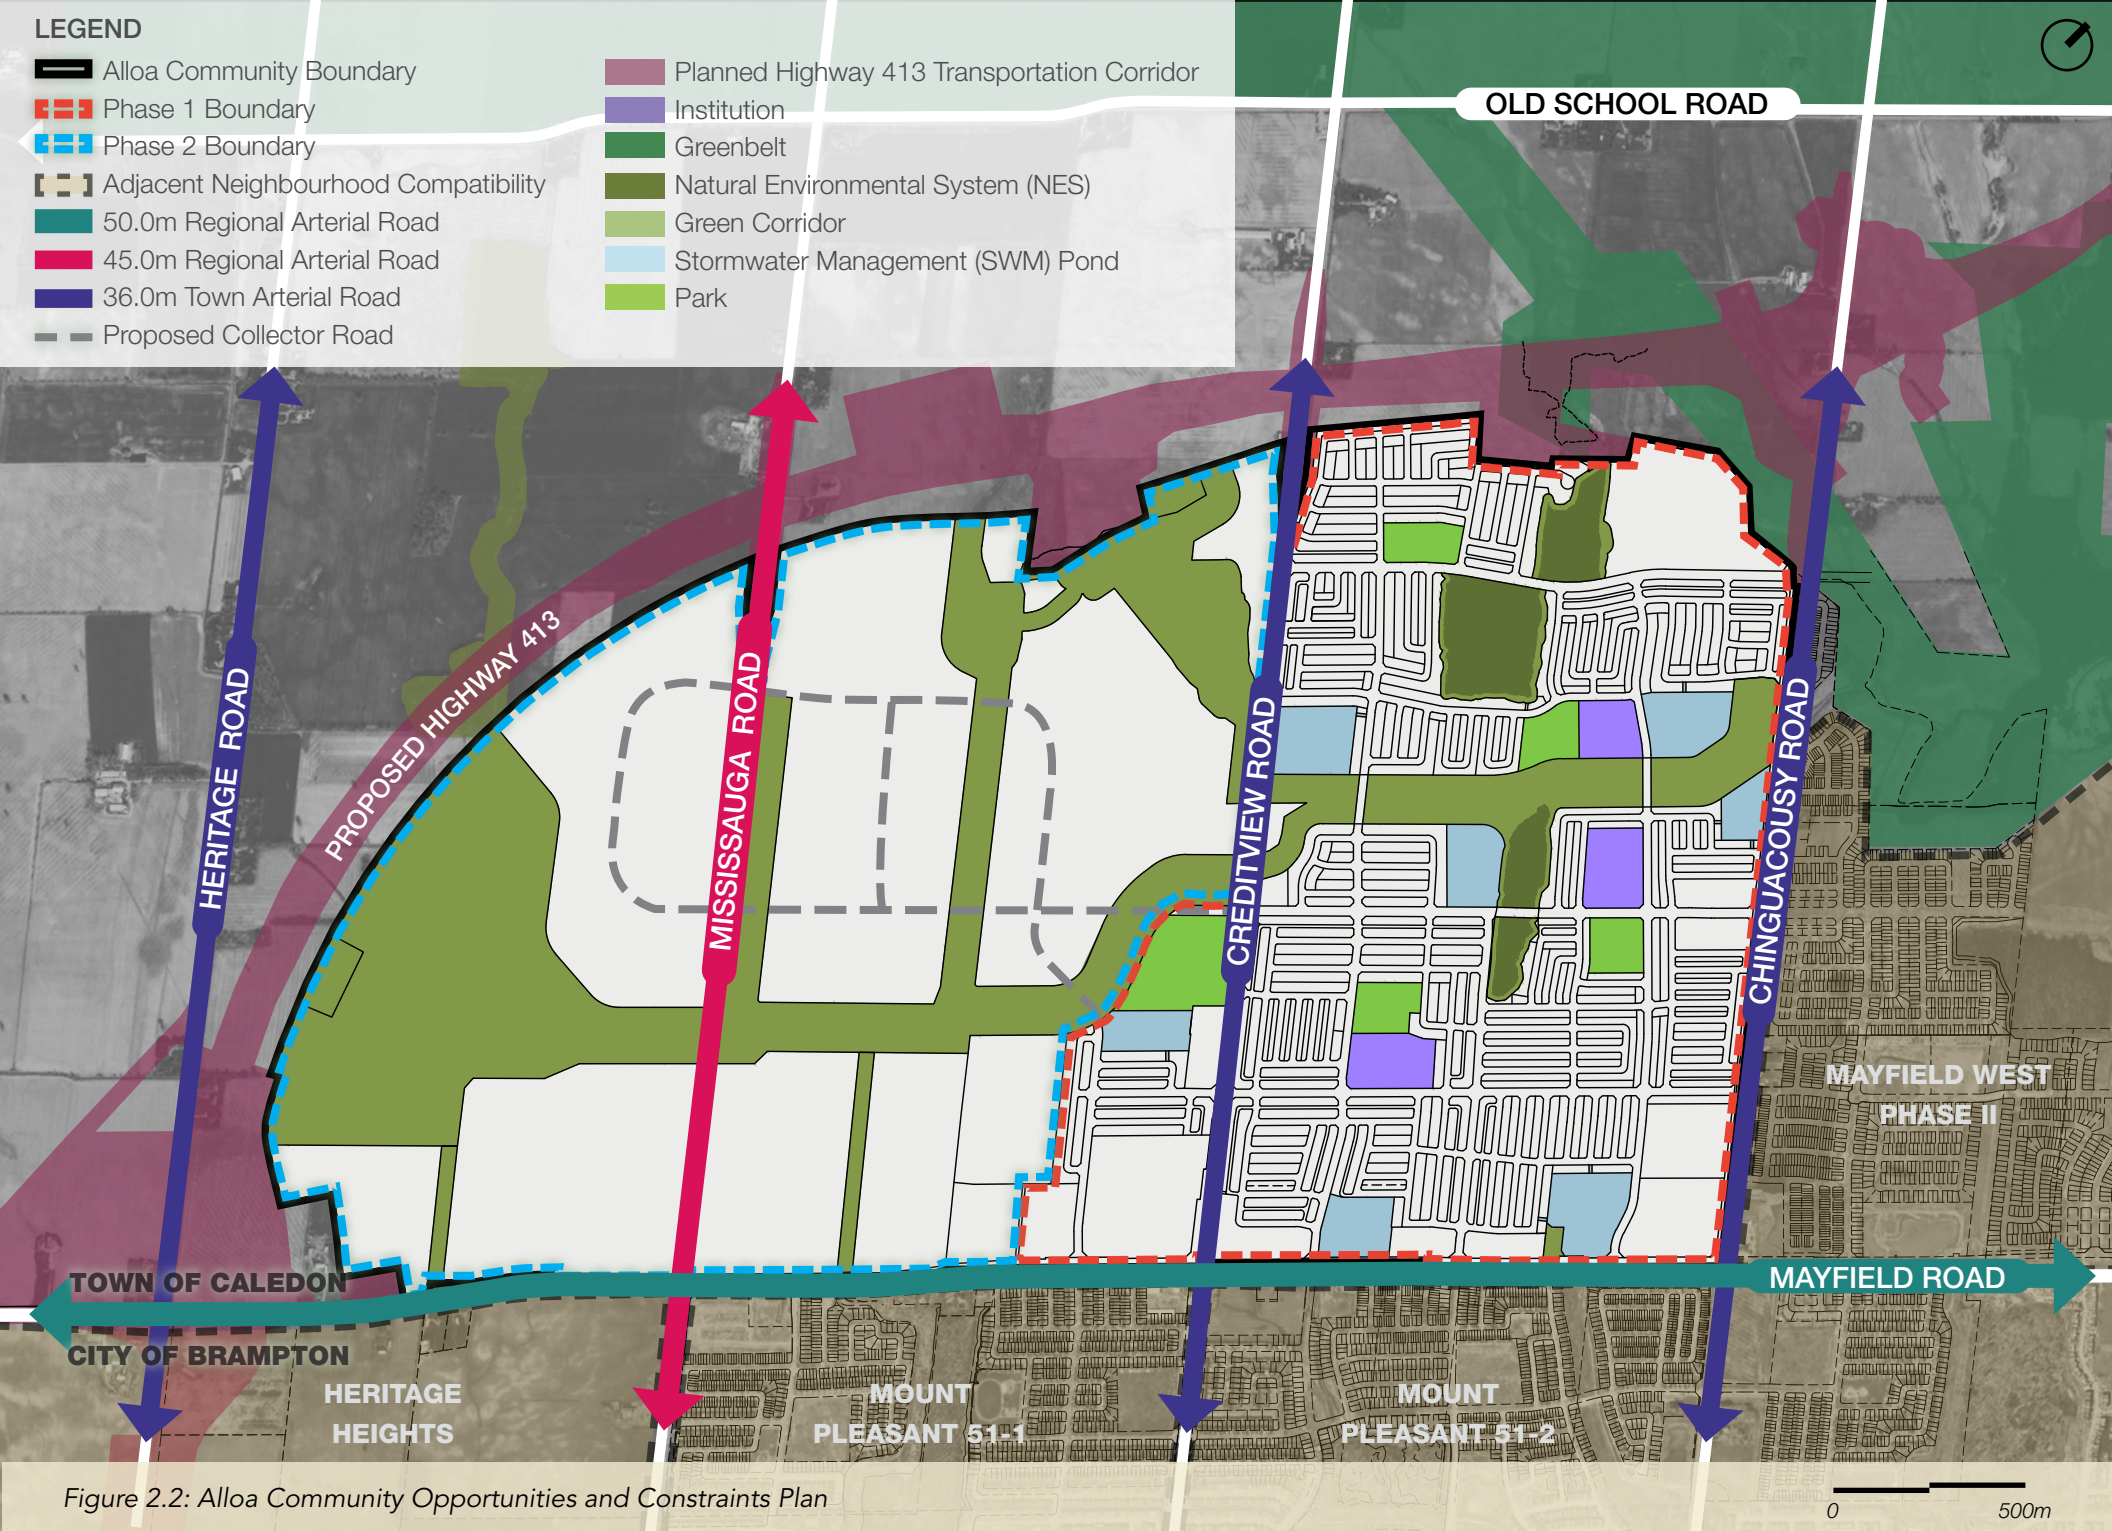 LEGEND
Alloa Community Boundary
Phase 1 Boundary
Phase 2 Boundary
Adjacent Neighbourhood Compatibility
50.0m Regional Arterial Road
45.0m Regional Arterial Road
36.0m Town Arterial Road
Proposed Collector Road
Planned Highway 413 Transportation Corridor
Institution
Greenbelt
Natural Environmental System (NES)
Green Corridor
Stormwater Management (SWM) Pond
Park
OLD SCHOOL ROAD
PROPOSED HIGHWAY 413
HERITAGE ROAD
MISSISSAUGA ROAD
CREDITVIEW ROAD
CHINGUACOUSY ROAD
MAYFIELD WEST
PHASE II
TOWN OF CALEDON
MAYFIELD ROAD
CITY OF BRAMPTON
HERITAGE
HEIGHTS
MOUNT
PLEASANT 51-1
MOUNT
PLEASANT 51-2
Figure 2.2: Alloa Community Opportunities and Constraints Plan
0 500m